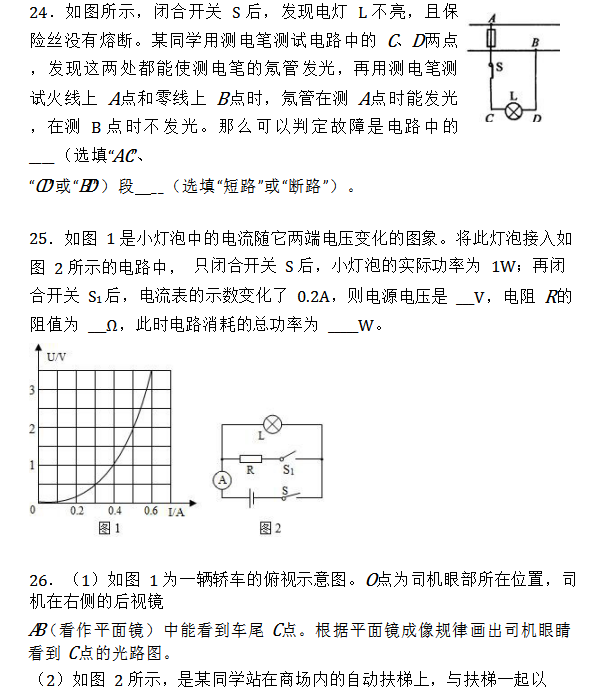 24．如图所示，闭合开关 S 后，发现电灯 L 不亮，且保
险丝没有熔断。某同学用测电笔测试电路中的 C、D两点
，发现这两处都能使测电笔的氖管发光，再用测电笔测
试火线上 A点和零线上 B点时，氖管在测 A点时能发光
，在测 B 点时不发光。那么可以判定故障是电路中的
___（选填“AC”、
“CD”或“BD”）段____（选填“短路”或“断路”）。
A
B
S
L
C
D
25．如图 1 是小灯泡中的电流随它两端电压变化的图象。将此灯泡接入如
图 2 所示的电路中， 只闭合开关 S 后，小灯泡的实际功率为 1W；再闭
合开关 S₁ 后，电流表的示数变化了 0.2A，则电源电压是 __V，电阻 R的
阻值为 __Ω，此时电路消耗的总功率为 ____W。
U/V
3
2
1
0 0.2 0.4 0.6 I/A
图 1
L
R S₁
A
S
图 2
26．（1）如图 1 为一辆轿车的俯视示意图。O点为司机眼部所在位置，司
机在右侧的后视镜
AB（看作平面镜）中能看到车尾 C点。根据平面镜成像规律画出司机眼睛
看到 C点的光路图。
（2）如图 2 所示，是某同学站在商场内的自动扶梯上，与扶梯一起以